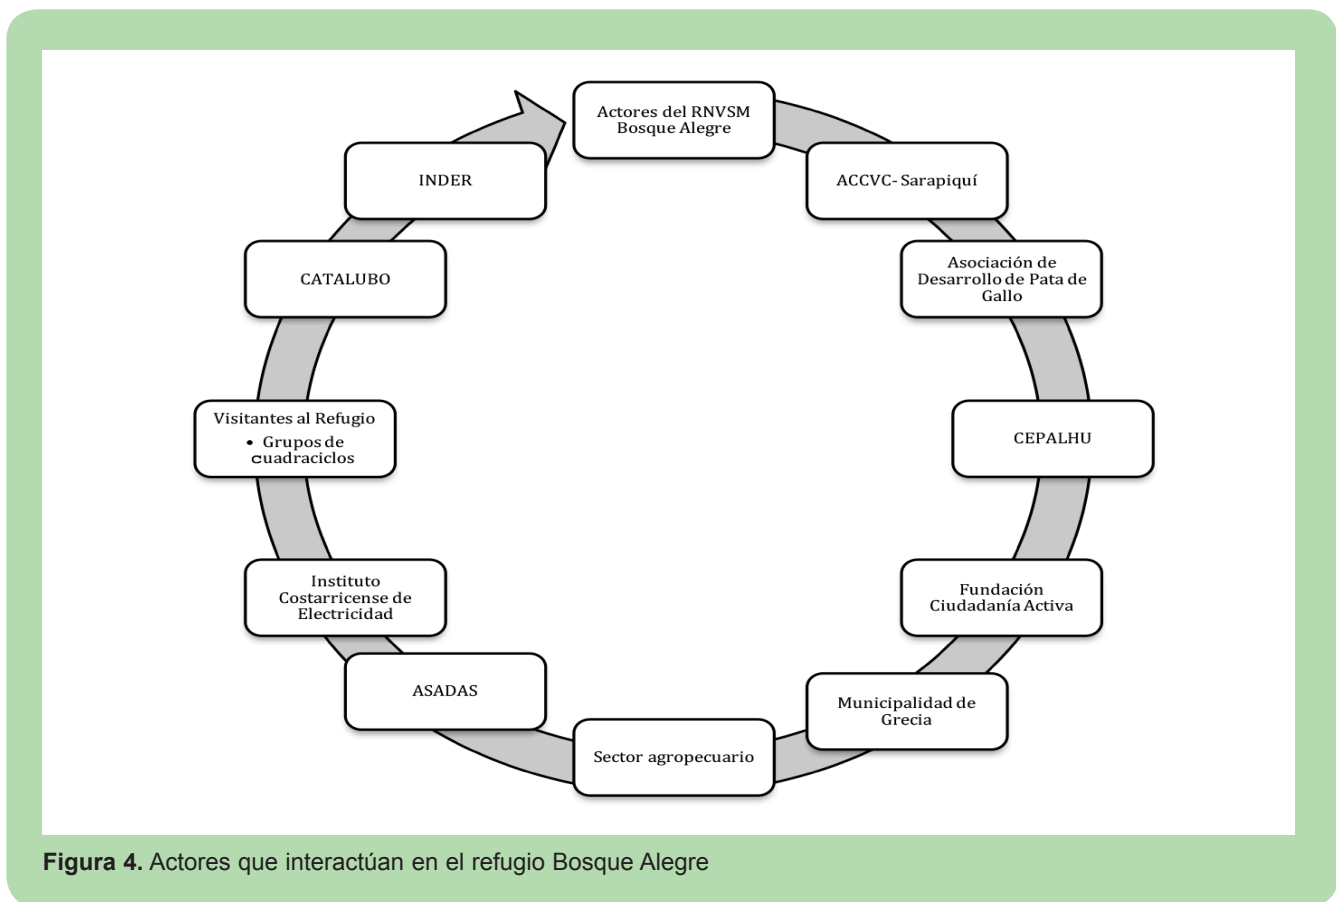 Actores del RNVSM
Bosque Alegre
ACCVC- Sarapiquí
Asociación de
Desarrollo de Pata de
Gallo
CEPALHU
Fundación
Ciudadanía Activa
Municipalidad de
Grecia
Sector agropecuario
ASADAS
Instituto
Costarricense de
Electricidad
Visitantes al Refugio
• Grupos de
cuadraciclos
CATALUBO
INDER
Figura 4. Actores que interactúan en el refugio Bosque Alegre